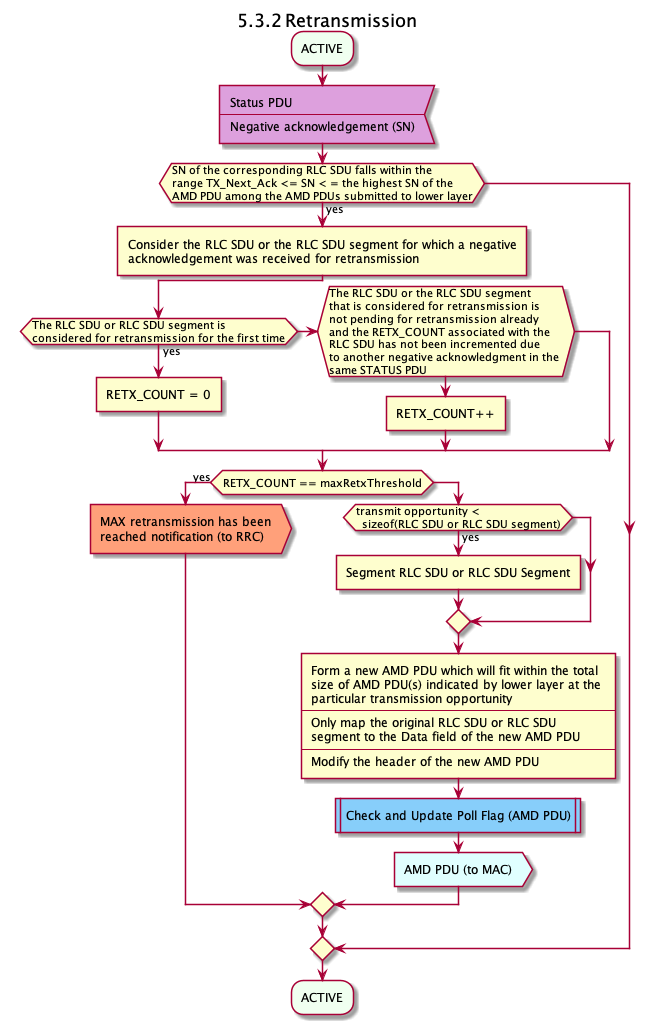 5.3.2 Retransmission
ACTIVE
Status PDU
Negative acknowledgement (SN)
SN of the corresponding RLC SDU falls within the
range TX_Next_Ack <= SN < = the highest SN of the
AMD PDU among the AMD PDUs submitted to lower layer
yes
Consider the RLC SDU or the RLC SDU segment for which a negative
acknowledgement was received for retransmission
The RLC SDU or RLC SDU segment is
considered for retransmission for the first time
yes
RETX_COUNT = 0
The RLC SDU or the RLC SDU segment
that is considered for retransmission is
not pending for retransmission already
and the RETX_COUNT associated with the
RLC SDU has not been incremented due
to another negative acknowledgment in the
same STATUS PDU
RETX_COUNT++
RETX_COUNT == maxRetxThreshold
yes
MAX retransmission has been
reached notification (to RRC)
transmit opportunity <
sizeof(RLC SDU or RLC SDU segment)
yes
Segment RLC SDU or RLC SDU Segment
Form a new AMD PDU which will fit within the total
size of AMD PDU(s) indicated by lower layer at the
particular transmission opportunity
Only map the original RLC SDU or RLC SDU
segment to the Data field of the new AMD PDU
Modify the header of the new AMD PDU
Check and Update Poll Flag (AMD PDU)
AMD PDU (to MAC)
ACTIVE